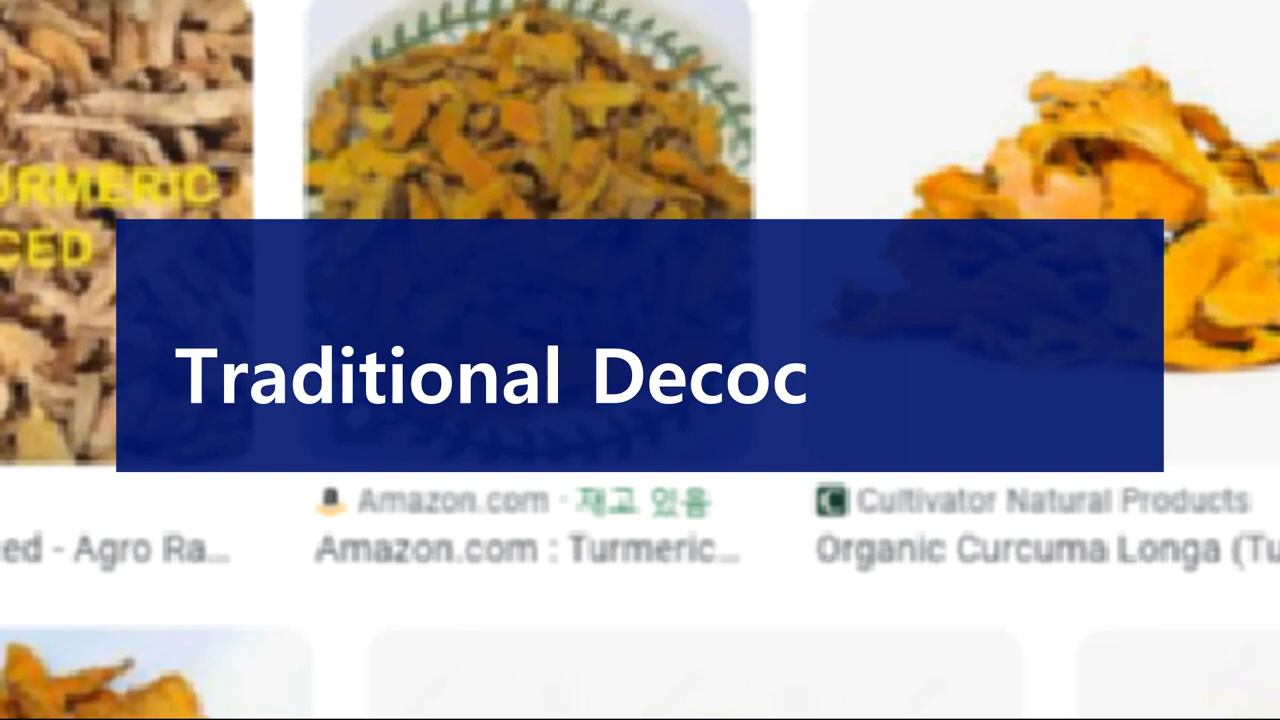 URMERIC
CED
Traditional Decoc
Amazon.com · 재고 있음
Cultivator Natural Products
ed - Agro Ra...
Amazon.com : Turmeric...
Organic Curcuma Longa (Tu